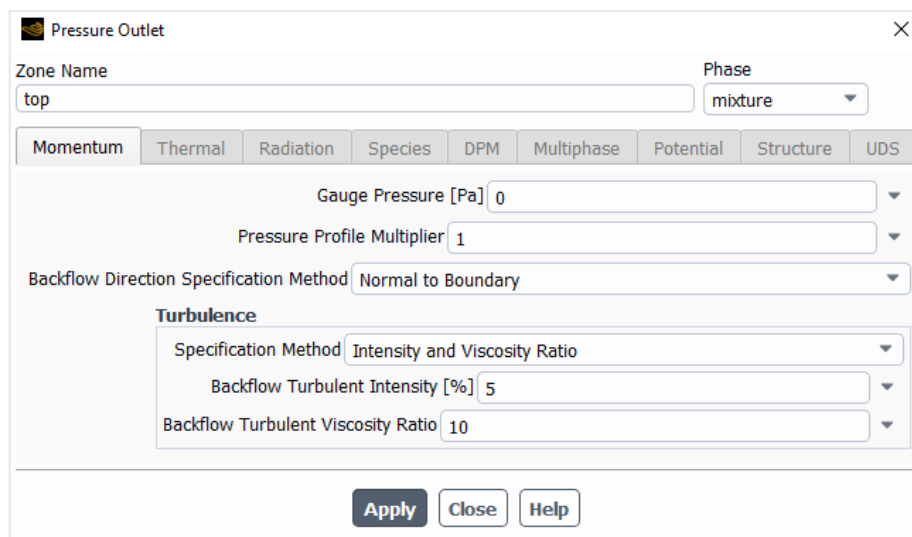 Pressure Outlet
Zone Name
Phase
top
mixture
Momentum Thermal Radiation Species DPM Multiphase Potential Structure UDS
Gauge Pressure [Pa] 0
Pressure Profile Multiplier 1
Backflow Direction Specification Method Normal to Boundary
Turbulence
Specification Method Intensity and Viscosity Ratio
Backflow Turbulent Intensity [%] 5
Backflow Turbulent Viscosity Ratio 10
Apply Close Help